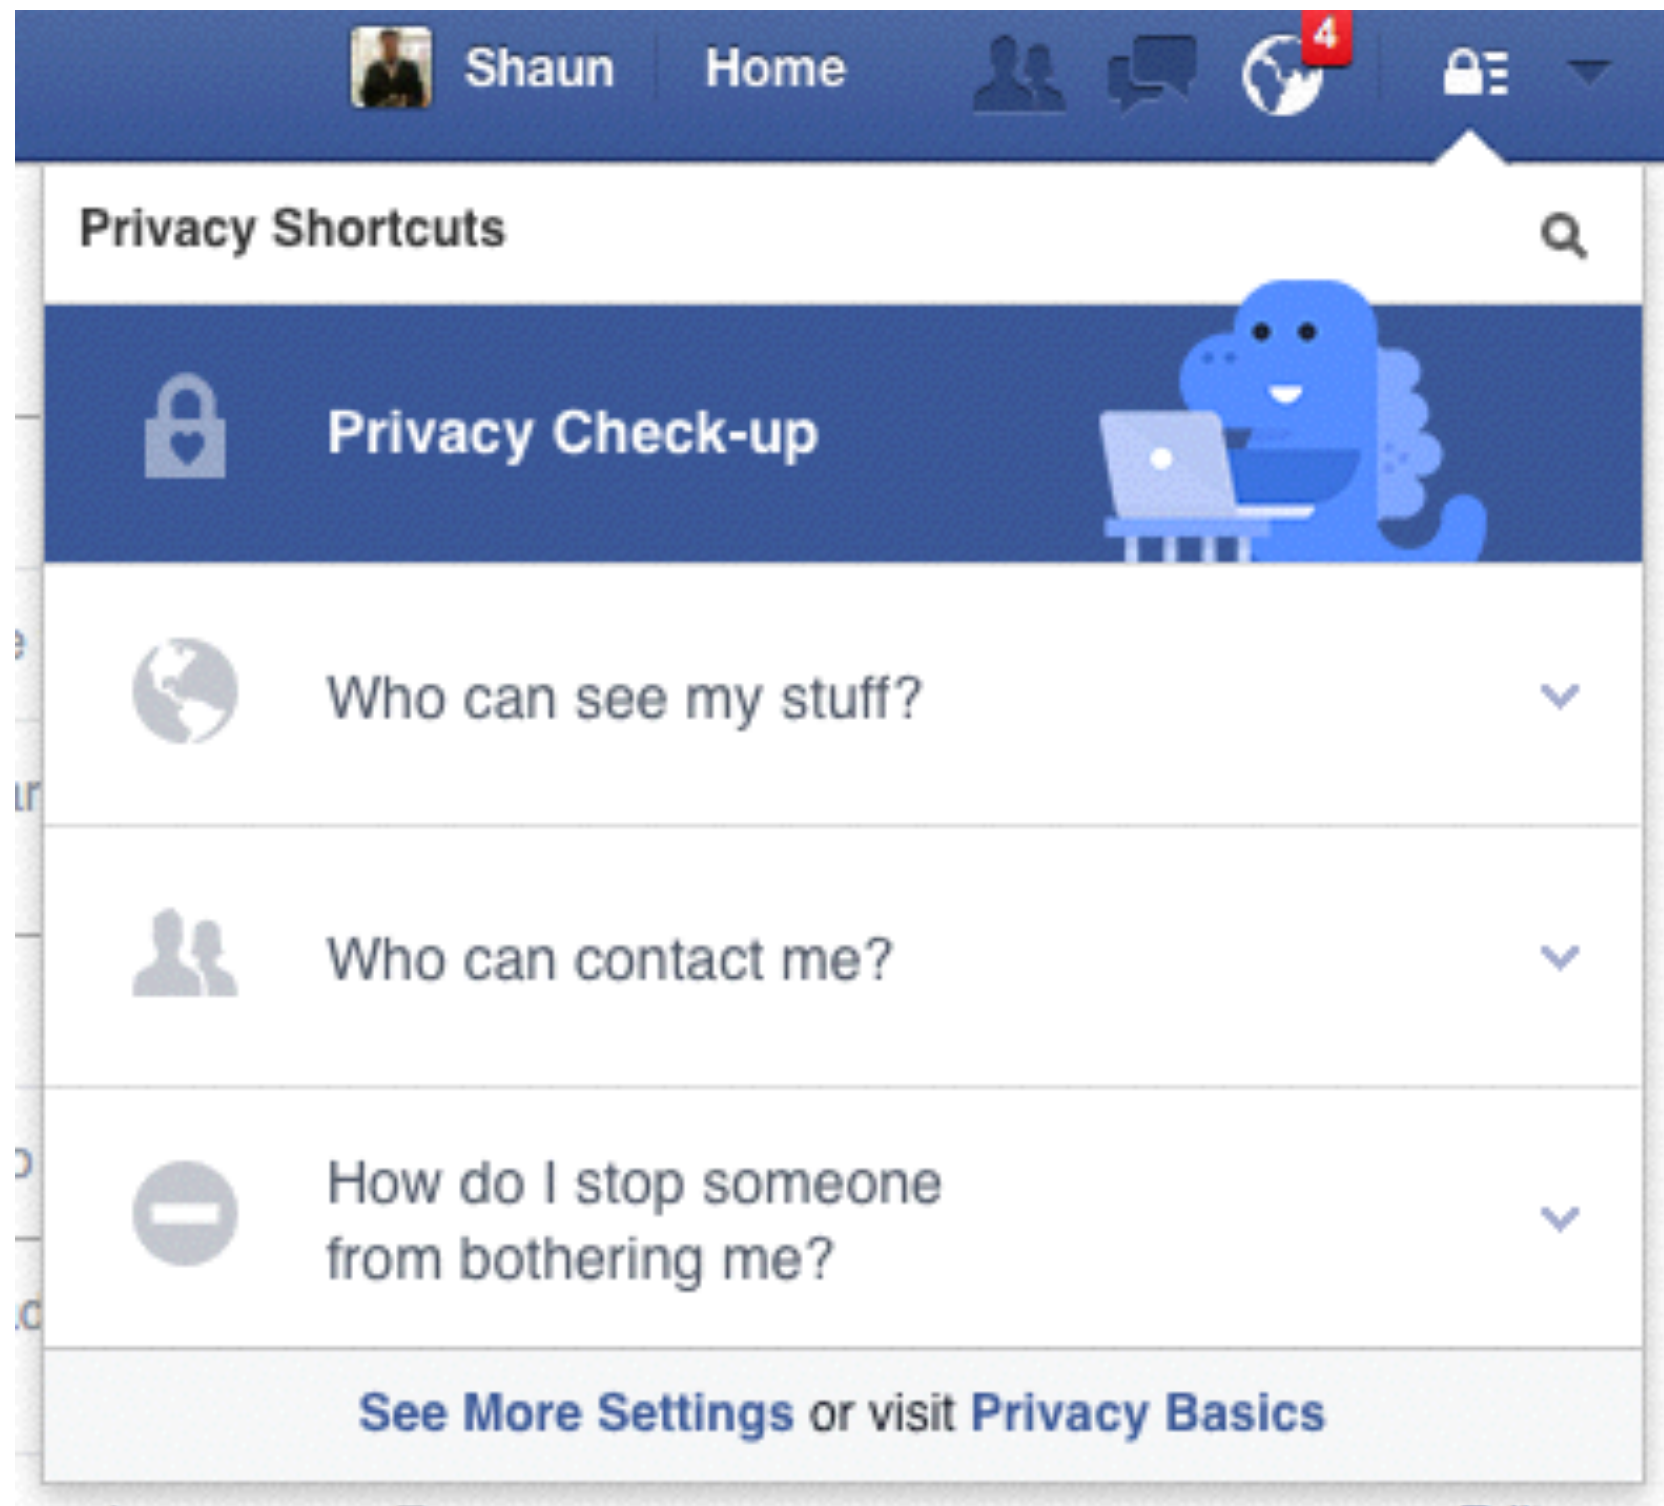 Shaun Home 4
Privacy Shortcuts
Privacy Check-up
Who can see my stuff?
Who can contact me?
How do I stop someone
from bothering me?
See More Settings or visit Privacy Basics